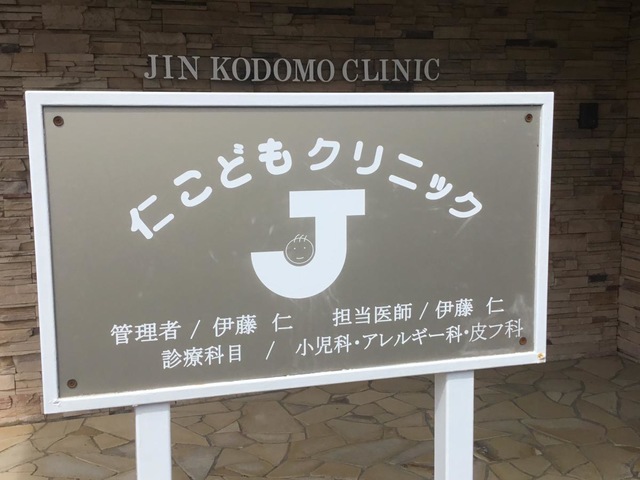 JIN KODOMO CLINIC
仁こどもクリニック
J
管理者 / 伊藤 仁 担当医師 / 伊藤 仁
診療科目 / 小児科・アレルギー科・皮フ科